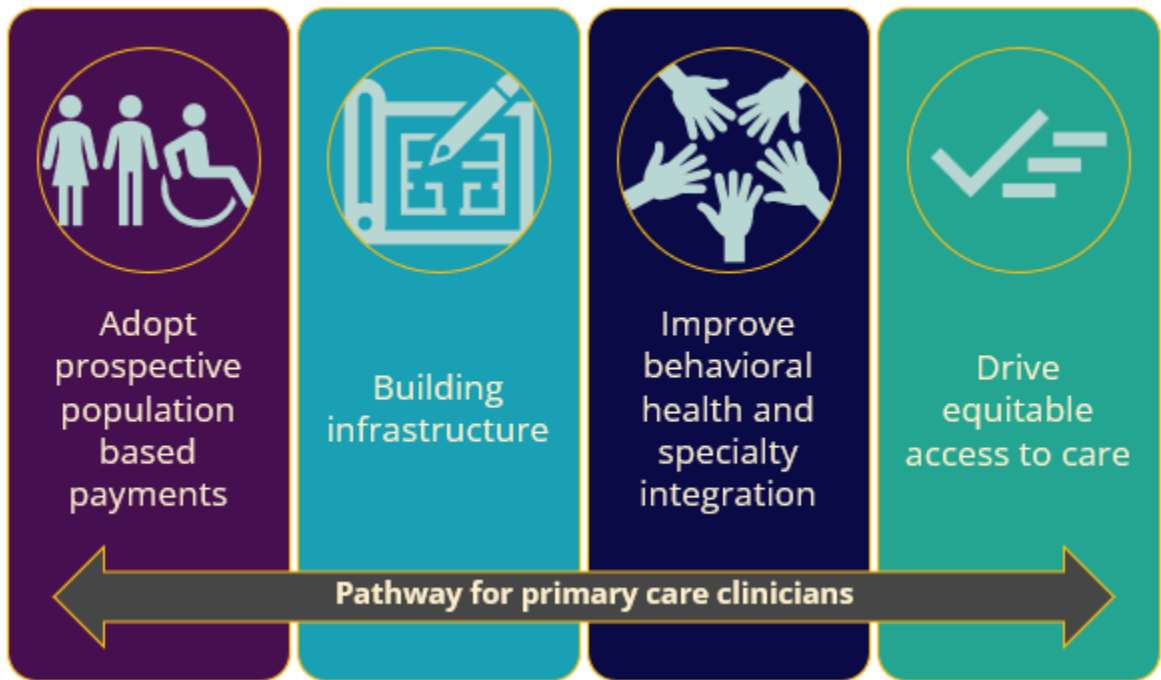 Adopt
prospective
population
based
payments
Building
infrastructure
Improve
behavioral
health and
specialty
integration
Drive
equitable
access to care
Pathway for primary care clinicians